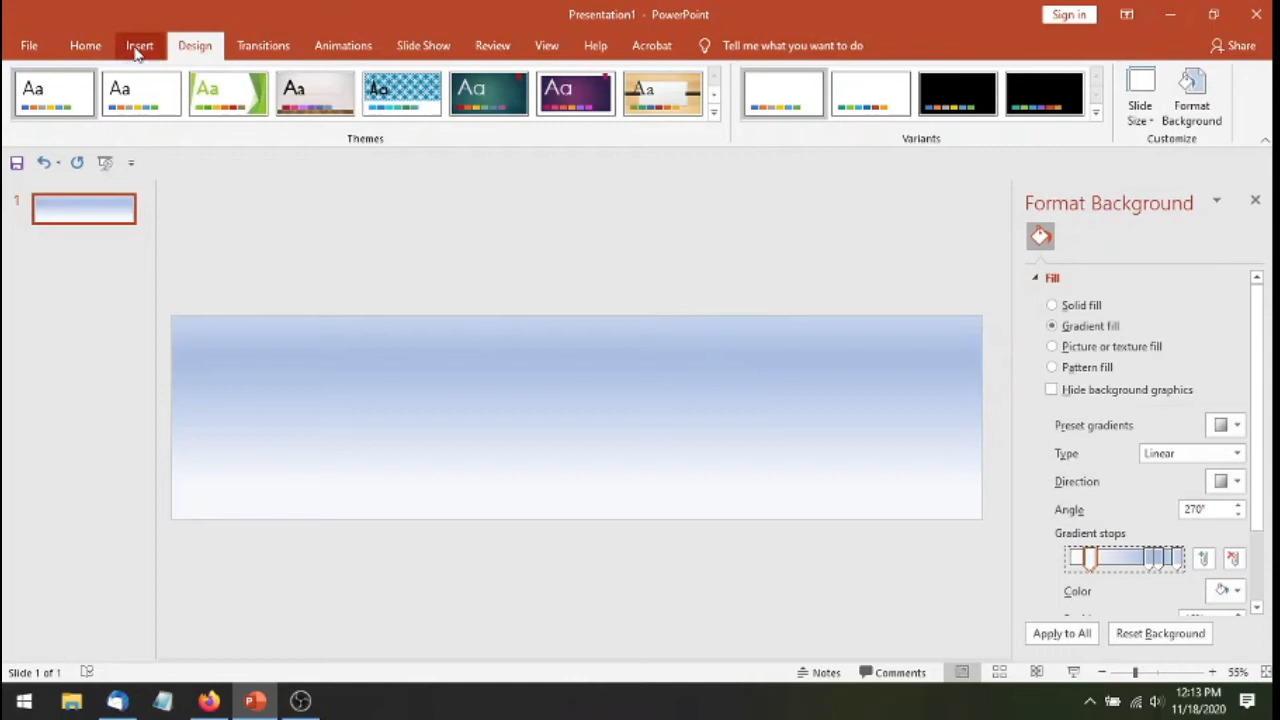 Presentation1 - PowerPoint
Sign in
File Home Insert Design Transitions Animations Slide Show Review View Help Acrobat Tell me what you want to do Share
Aa Aa Aa Aa Aa Aa Aa Aa
Slide Size Format Background
Themes Variants Customize
1
Format Background
Fill
Solid fill
Gradient fill
Picture or texture fill
Pattern fill
Hide background graphics
Preset gradients
Type Linear
Direction
Angle 270°
Gradient stops
Color
Apply to All Reset Background
Slide 1 of 1 Notes Comments 55%
12:13 PM
11/18/2020